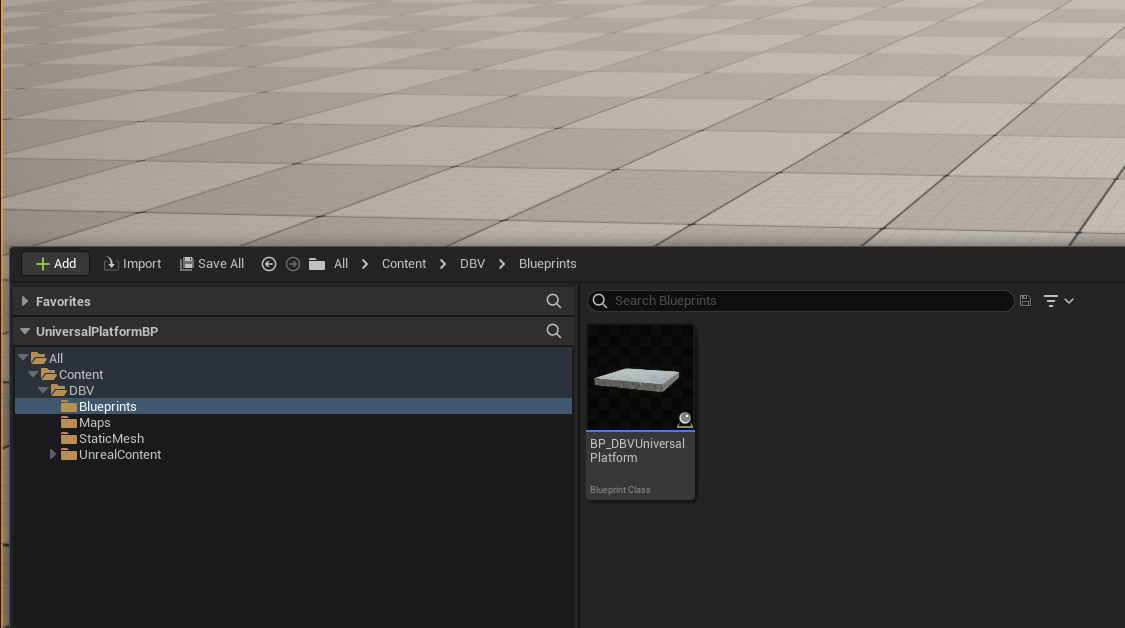 Add
Import
Save All
All
Content
DBV
Blueprints
Favorites
Search Blueprints
UniversalPlatformBP
All
Content
DBV
Blueprints
Maps
StaticMesh
UnrealContent
BP_DBVUniversal
Platform
Blueprint Class